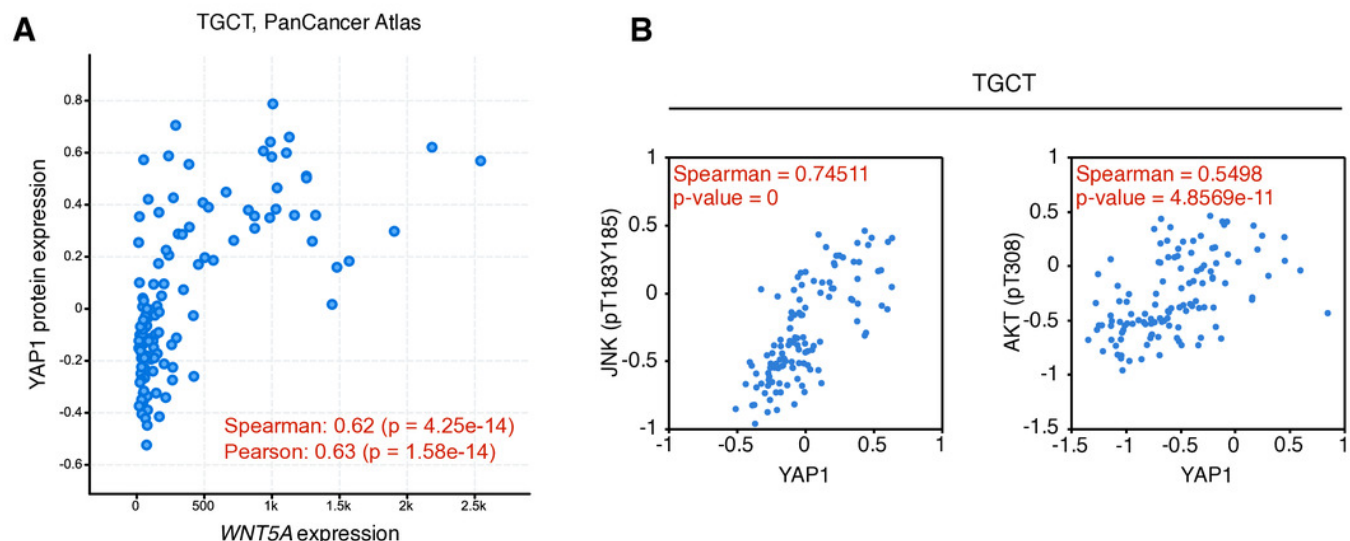 A
TGCT, PanCancer Atlas
YAP1 protein expression
0.8
0.6
0.4
0.2
0
-0.2
-0.4
-0.6
Spearman: 0.62 (p = 4.25e-14)
Pearson: 0.63 (p = 1.58e-14)
0 500 1k 1.5k 2k 2.5k
WNT5A expression
B
TGCT
JNK (pT183Y185)
1
0.5
0
-0.5
-1
Spearman = 0.74511
p-value = 0
-1 -0.5 0 0.5 1
YAP1
AKT (pT308)
1
0.5
0
-0.5
-1
-1.5
Spearman = 0.5498
p-value = 4.8569e-11
-1.5 -1 -0.5 0 0.5 1
YAP1